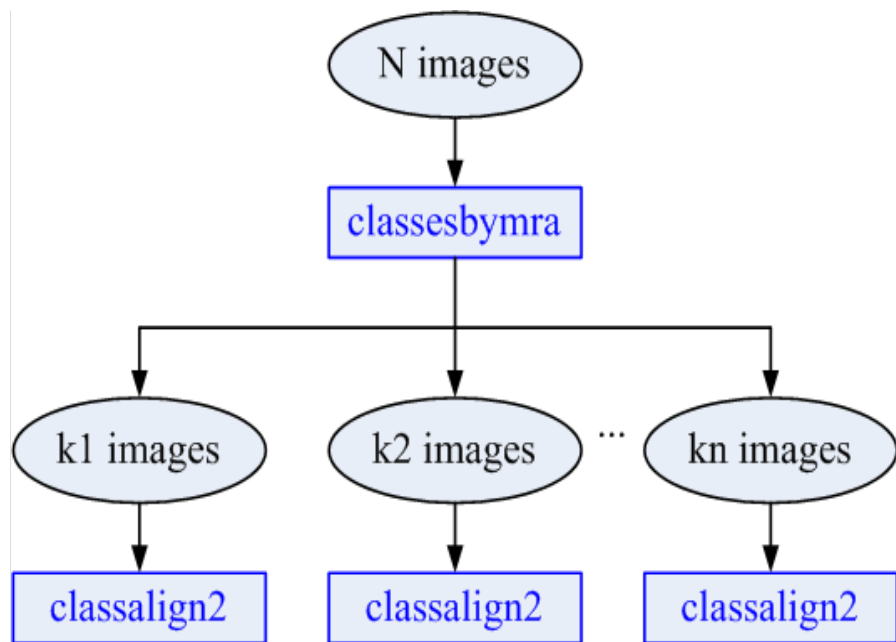 N images
classesbymra
k1 images
k2 images
...
kn images
classalign2
classalign2
classalign2